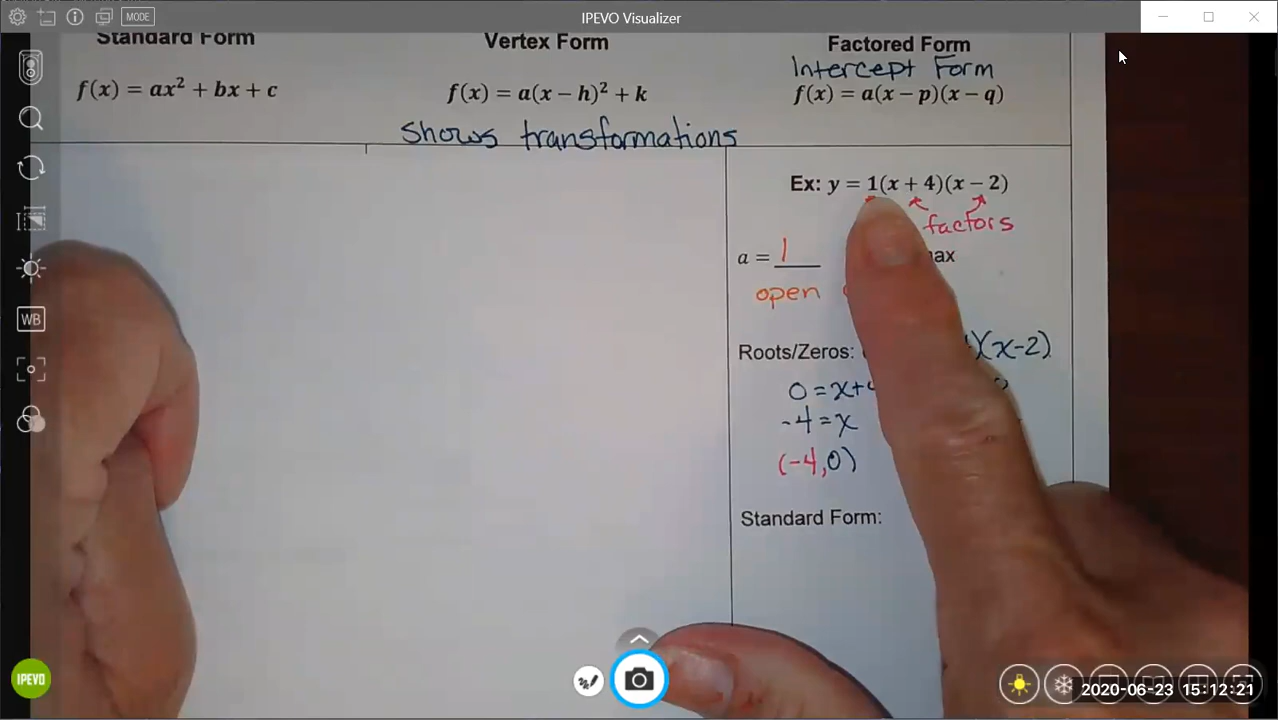 IPEVO Visualizer
MODE
WB
Standard Form
Vertex Form
Factored Form
Intercept Form
f(x) = ax² + bx + c
f(x) = a(x − h)² + k
f(x) = a(x − p)(x − q)
shows transformations
Ex: y = 1(x + 4)(x − 2)
factors
a = 1
open
Roots/Zeros:
)(x-2)
0 = x+
-4 = x
(-4,0)
Standard Form:
IPEVO
2020-06-23 15:12:21